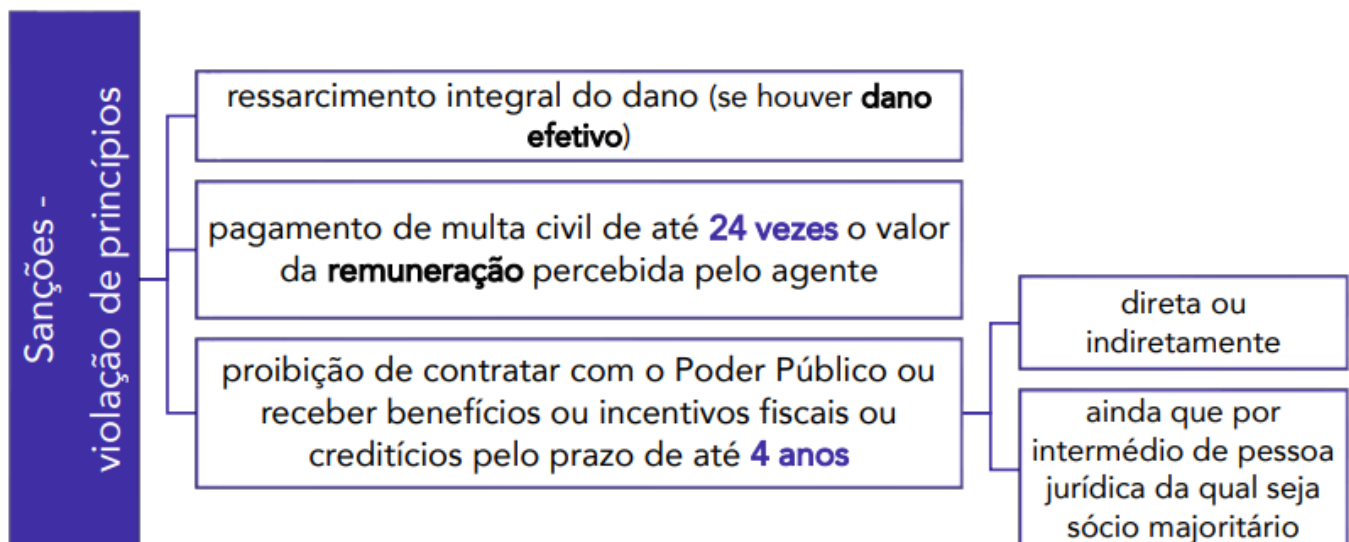 Sanções -
violação de princípios
ressarcimento integral do dano (se houver dano
efetivo)
pagamento de multa civil de até 24 vezes o valor
da remuneração percebida pelo agente
proibição de contratar com o Poder Público ou
receber benefícios ou incentivos fiscais ou
creditícios pelo prazo de até 4 anos
direta ou
indiretamente
ainda que por
intermédio de pessoa
jurídica da qual seja
sócio majoritário